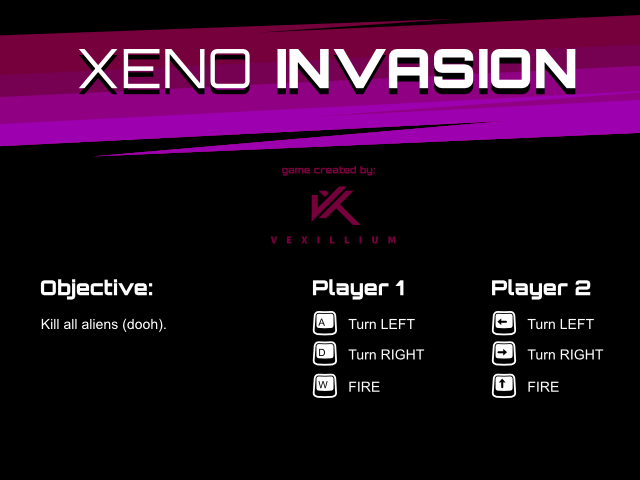 XENO INVASION
game created by:
VEXILLIUM
Objective:
Kill all aliens (dooh).
Player 1
A Turn LEFT
D Turn RIGHT
W FIRE
Player 2
← Turn LEFT
→ Turn RIGHT
↑ FIRE